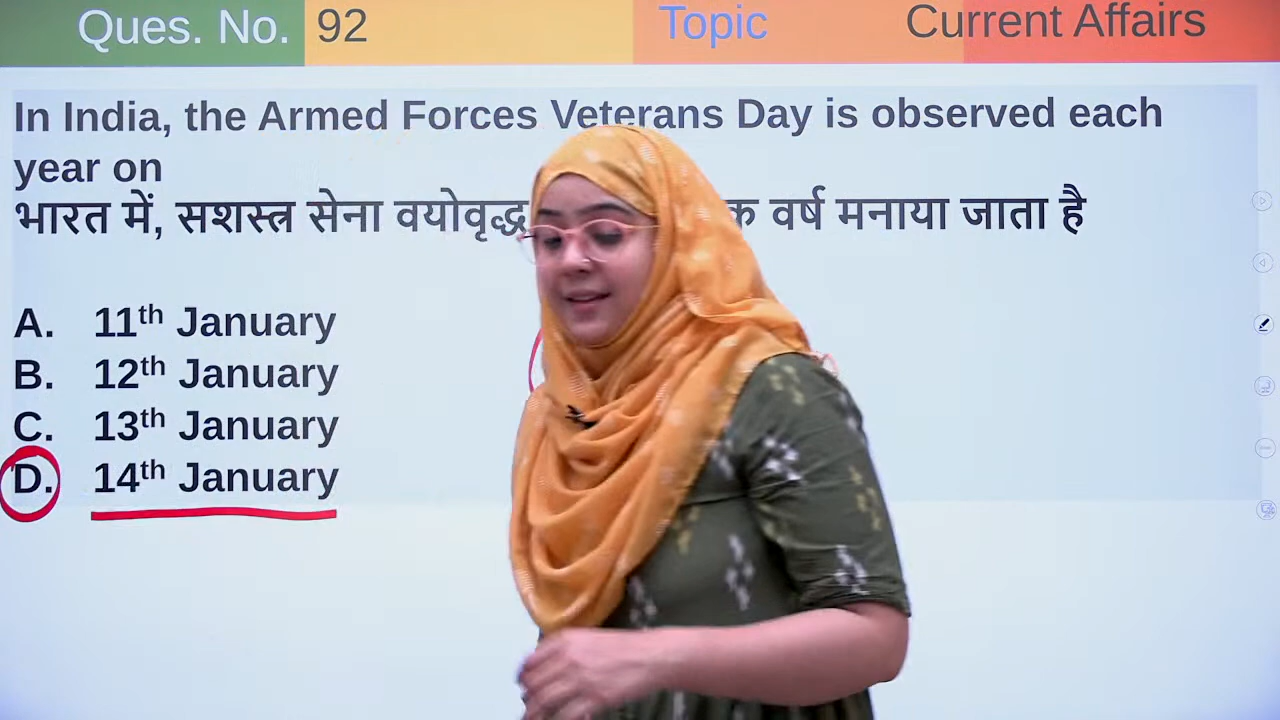 Ques. No. 92 Topic Current Affairs
In India, the Armed Forces Veterans Day is observed each
year on
भारत में, सशस्त्र सेना वयोवृद्ध वर्ष मनाया जाता है
A. 11th January
B. 12th January
C. 13th January
D. 14th January